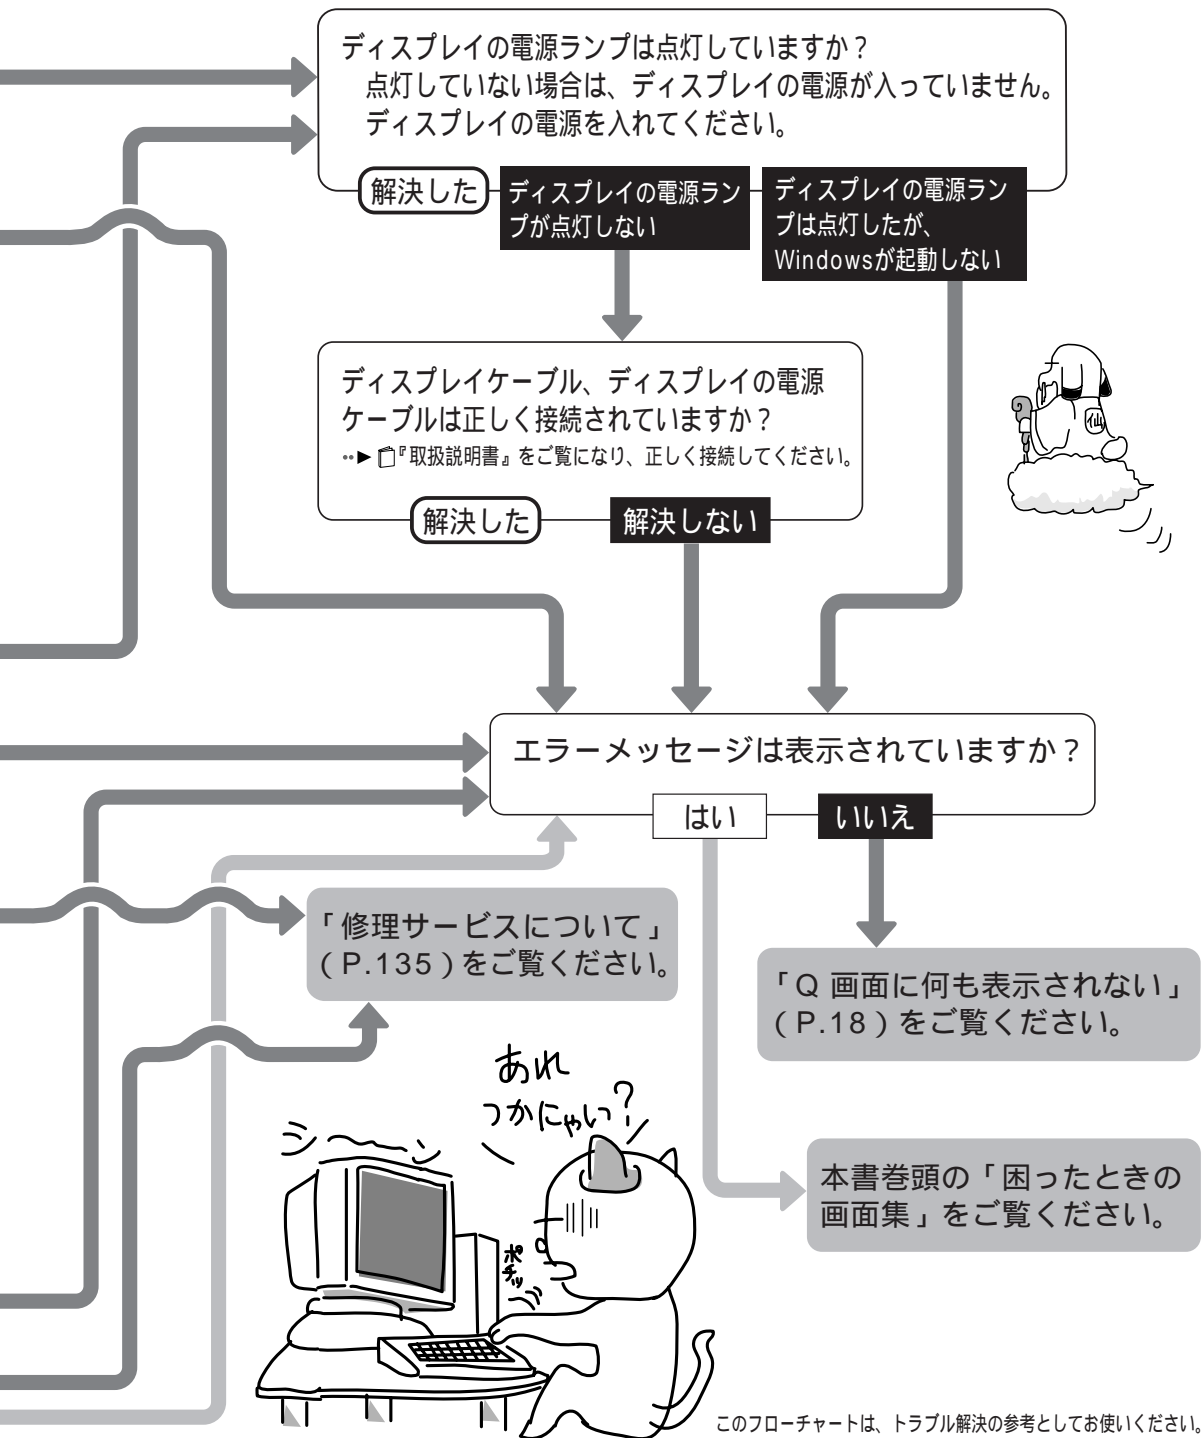 ディスプレイの電源ランプは点灯していますか？
点灯していない場合は、ディスプレイの電源が入っていません。
ディスプレイの電源を入れてください。
解決した
ディスプレイの電源ラン
プが点灯しない
ディスプレイの電源ラン
プは点灯したが、
Windowsが起動しない
ディスプレイケーブル、ディスプレイの電源
ケーブルは正しく接続されていますか？
『取扱説明書』をご覧になり、正しく接続してください。
解決した
解決しない
仙
エラーメッセージは表示されていますか？
はい
いいえ
「修理サービスについて」
（P.135）をご覧ください。
「Q 画面に何も表示されない」
（P.18）をご覧ください。
あれ
つかにゃい？
シーーン
ポチッ
本書巻頭の「困ったときの
画面集」をご覧ください。
このフローチャートは、トラブル解決の参考としてお使いください。